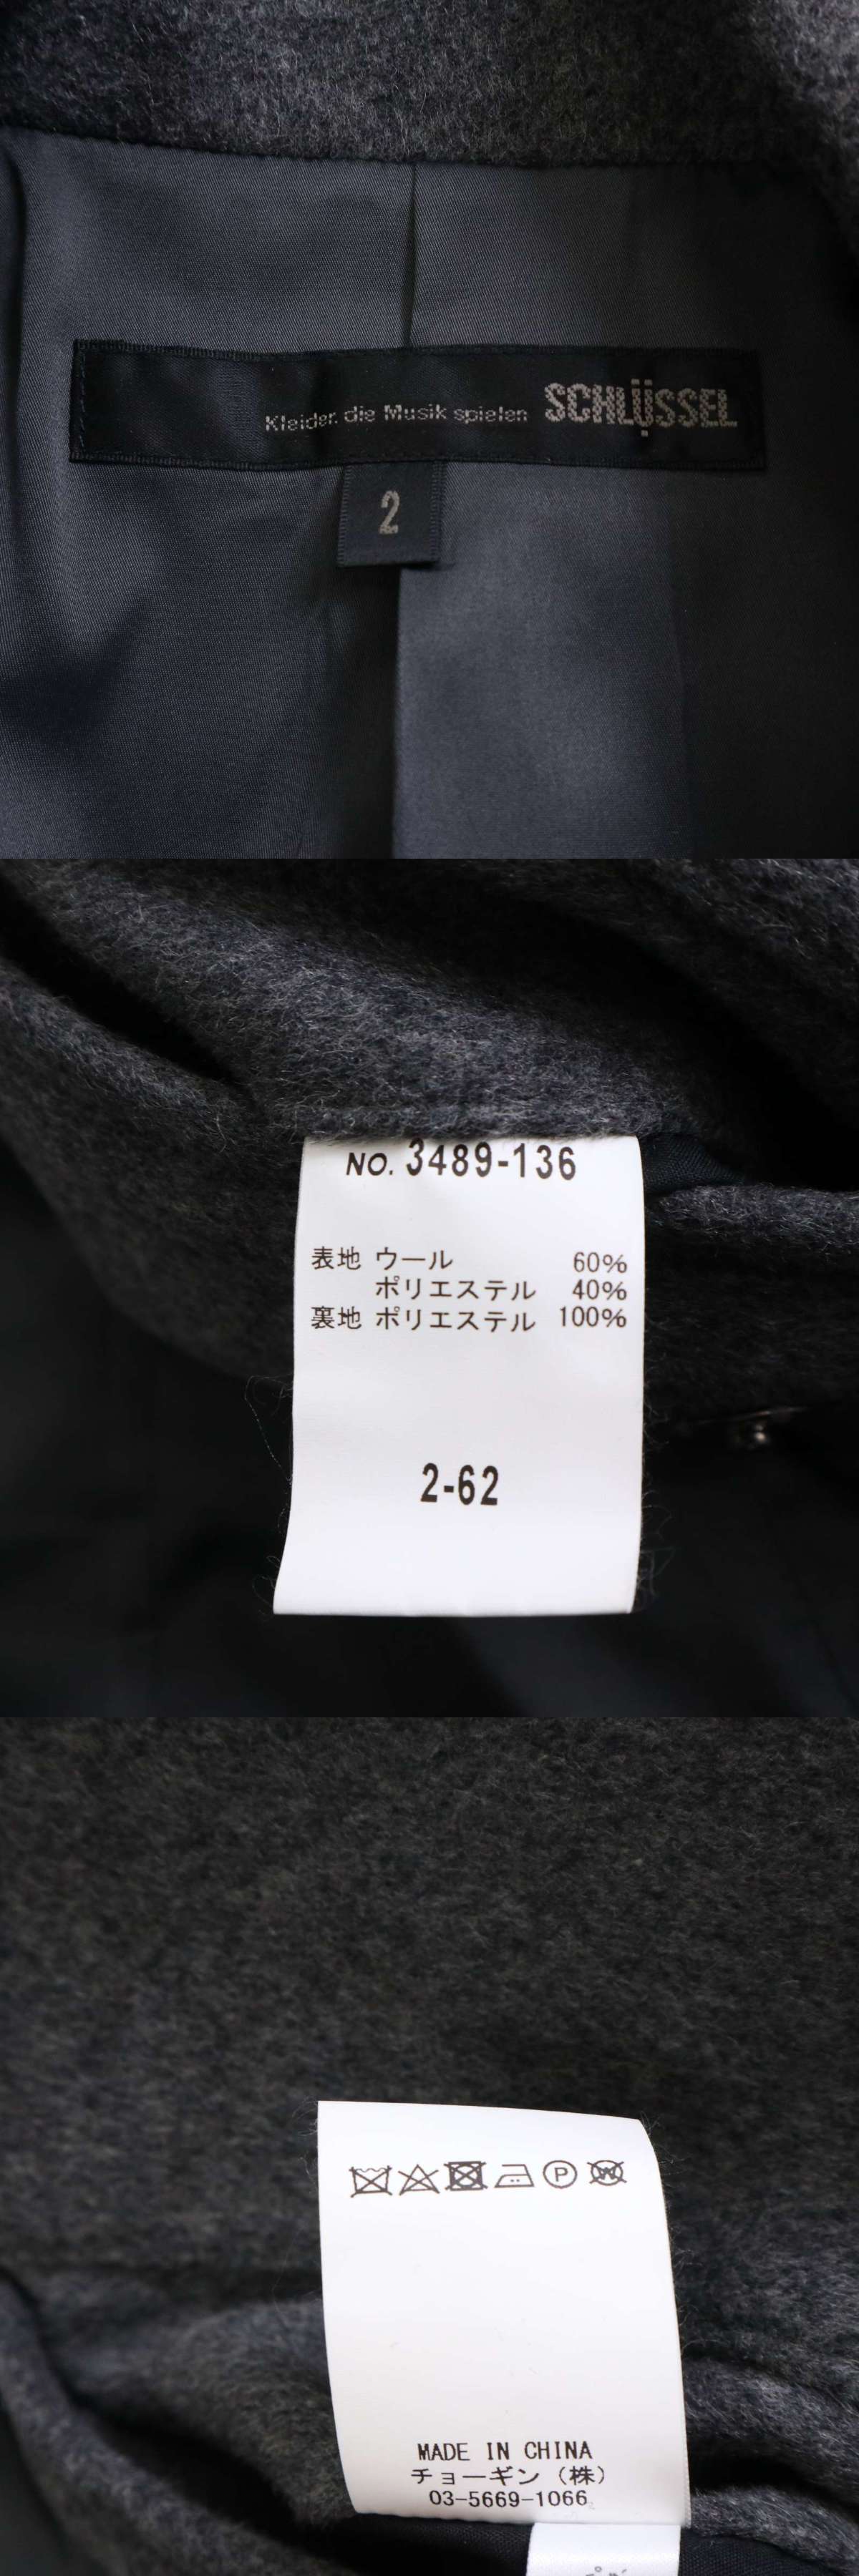 Kleider, die Musik spielen SCHLÜSSEL
2
NO. 3489-136
表地 ウール 60%
ポリエステル 40%
裏地 ポリエステル 100%
2-62
P W
MADE IN CHINA
チョーギン（株）
03-5669-1066